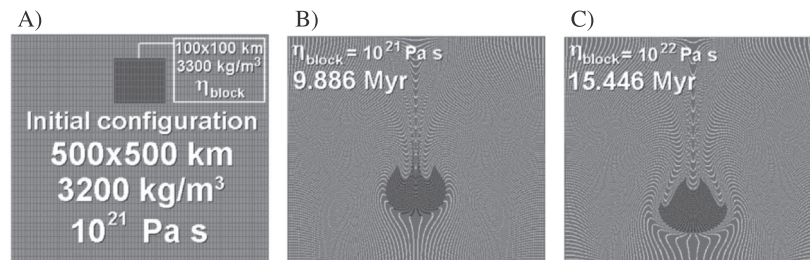 A)
100x100 km
3300 kg/m³
ηblock
Initial configuration
500x500 km
3200 kg/m³
10²¹ Pa s
B)
ηblock = 10²¹ Pa s
9.886 Myr
C)
ηblock = 10²² Pa s
15.446 Myr